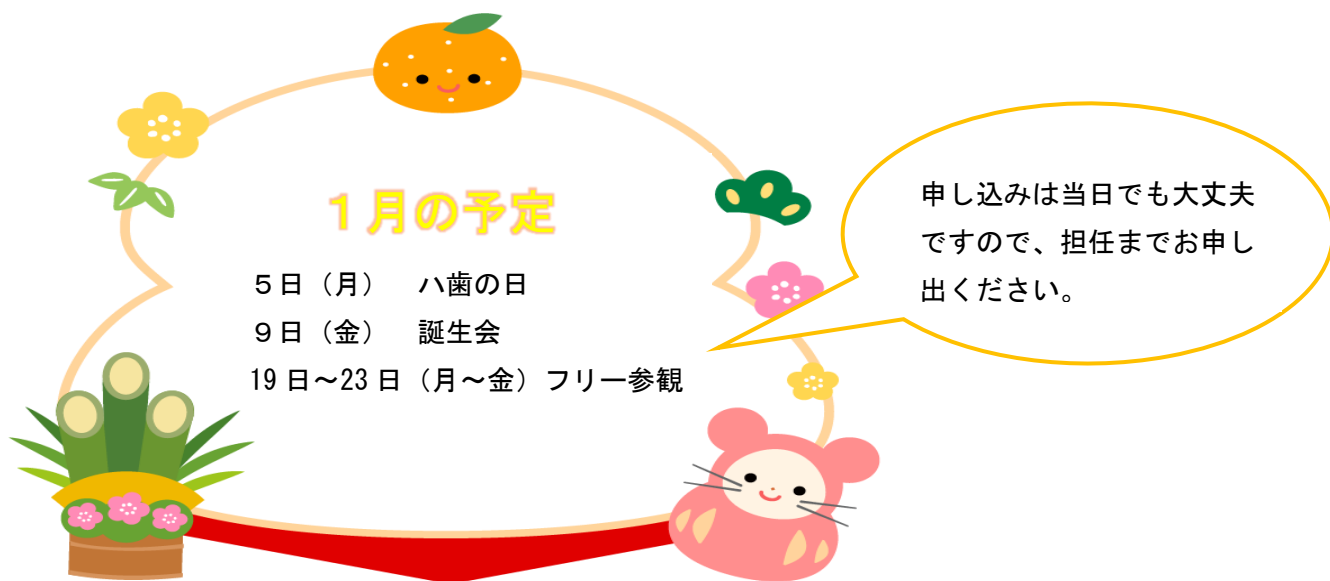 １月の予定
５日（月）　ハ歯の日
９日（金）　誕生会
19日～23日（月～金）フリー参観
申し込みは当日でも大丈夫
ですので、担任までお申し
出ください。